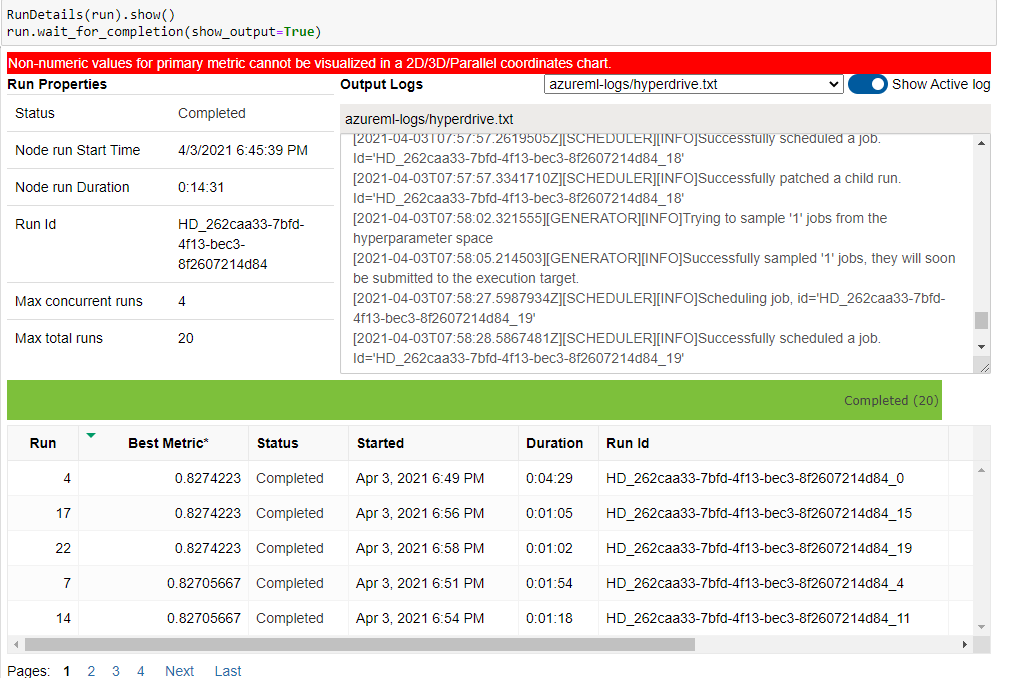 RunDetails(run).show()
run.wait_for_completion(show_output=True)
Non-numeric values for primary metric cannot be visualized in a 2D/3D/Parallel coordinates chart.
Run Properties
Status Completed
Node run Start Time 4/3/2021 6:45:39 PM
Node run Duration 0:14:31
Run Id HD_262caa33-7bfd-
4f13-bec3-
8f2607214d84
Max concurrent runs 4
Max total runs 20
Output Logs azureml-logs/hyperdrive.txt Show Active log
azureml-logs/hyperdrive.txt
[2021-04-03T07:57:57.2619505Z][SCHEDULER][INFO]Successfully scheduled a job.
Id='HD_262caa33-7bfd-4f13-bec3-8f2607214d84_18'
[2021-04-03T07:57:57.3341710Z][SCHEDULER][INFO]Successfully patched a child run.
Id='HD_262caa33-7bfd-4f13-bec3-8f2607214d84_18'
[2021-04-03T07:58:02.321555][GENERATOR][INFO]Trying to sample '1' jobs from the
hyperparameter space
[2021-04-03T07:58:05.214503][GENERATOR][INFO]Successfully sampled '1' jobs, they will soon
be submitted to the execution target.
[2021-04-03T07:58:27.5987934Z][SCHEDULER][INFO]Scheduling job, id='HD_262caa33-7bfd-
4f13-bec3-8f2607214d84_19'
[2021-04-03T07:58:28.5867481Z][SCHEDULER][INFO]Successfully scheduled a job.
Id='HD_262caa33-7bfd-4f13-bec3-8f2607214d84_19'
Completed (20)
Run Best Metric* Status Started Duration Run Id
4 0.8274223 Completed Apr 3, 2021 6:49 PM 0:04:29 HD_262caa33-7bfd-4f13-bec3-8f2607214d84_0
17 0.8274223 Completed Apr 3, 2021 6:56 PM 0:01:05 HD_262caa33-7bfd-4f13-bec3-8f2607214d84_15
22 0.8274223 Completed Apr 3, 2021 6:58 PM 0:01:02 HD_262caa33-7bfd-4f13-bec3-8f2607214d84_19
7 0.82705667 Completed Apr 3, 2021 6:51 PM 0:01:54 HD_262caa33-7bfd-4f13-bec3-8f2607214d84_4
14 0.82705667 Completed Apr 3, 2021 6:54 PM 0:01:18 HD_262caa33-7bfd-4f13-bec3-8f2607214d84_11
Pages: 1 2 3 4 Next Last